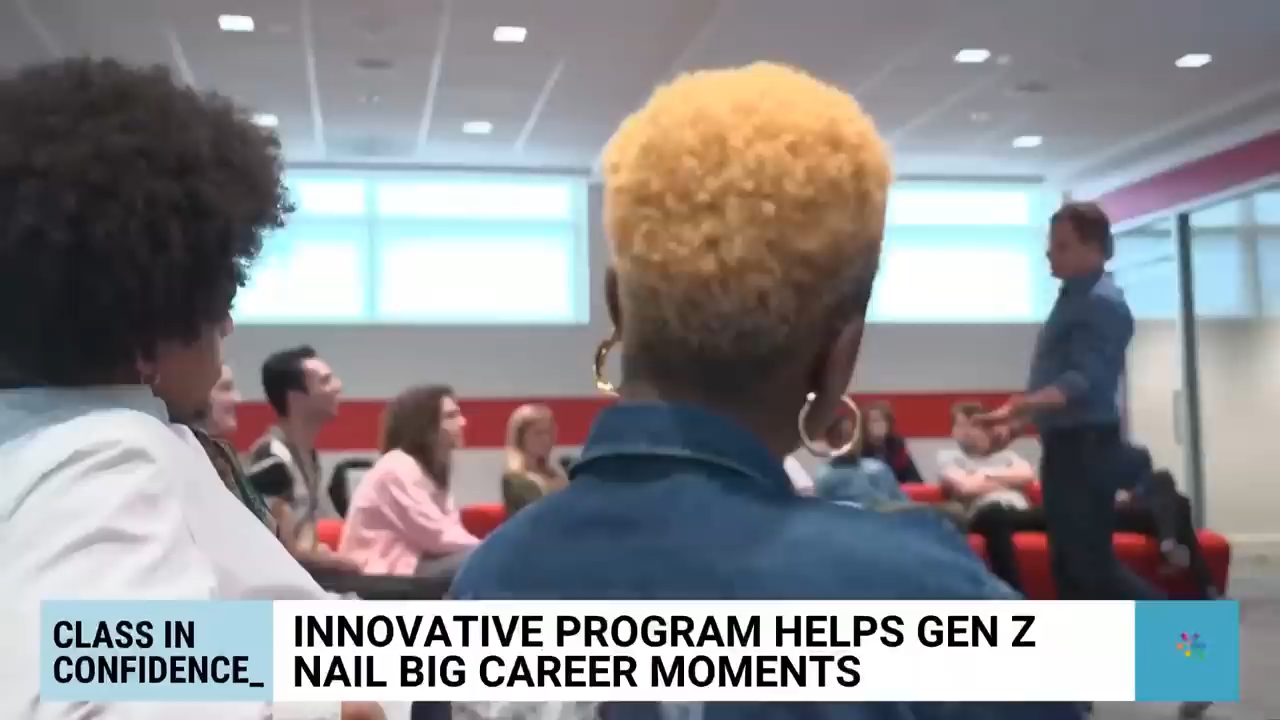 CLASS IN
CONFIDENCE_
INNOVATIVE PROGRAM HELPS GEN Z
NAIL BIG CAREER MOMENTS